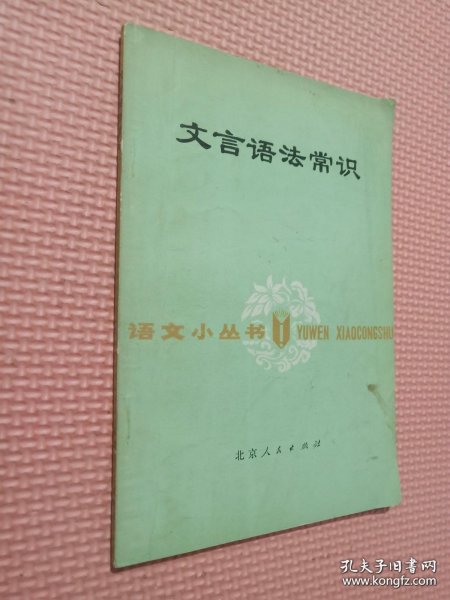 文言语法常识
语文小丛书 YUWEN XIAOCONGSHU
北京人民出版社
孔夫子旧书网
www.kongfz.com